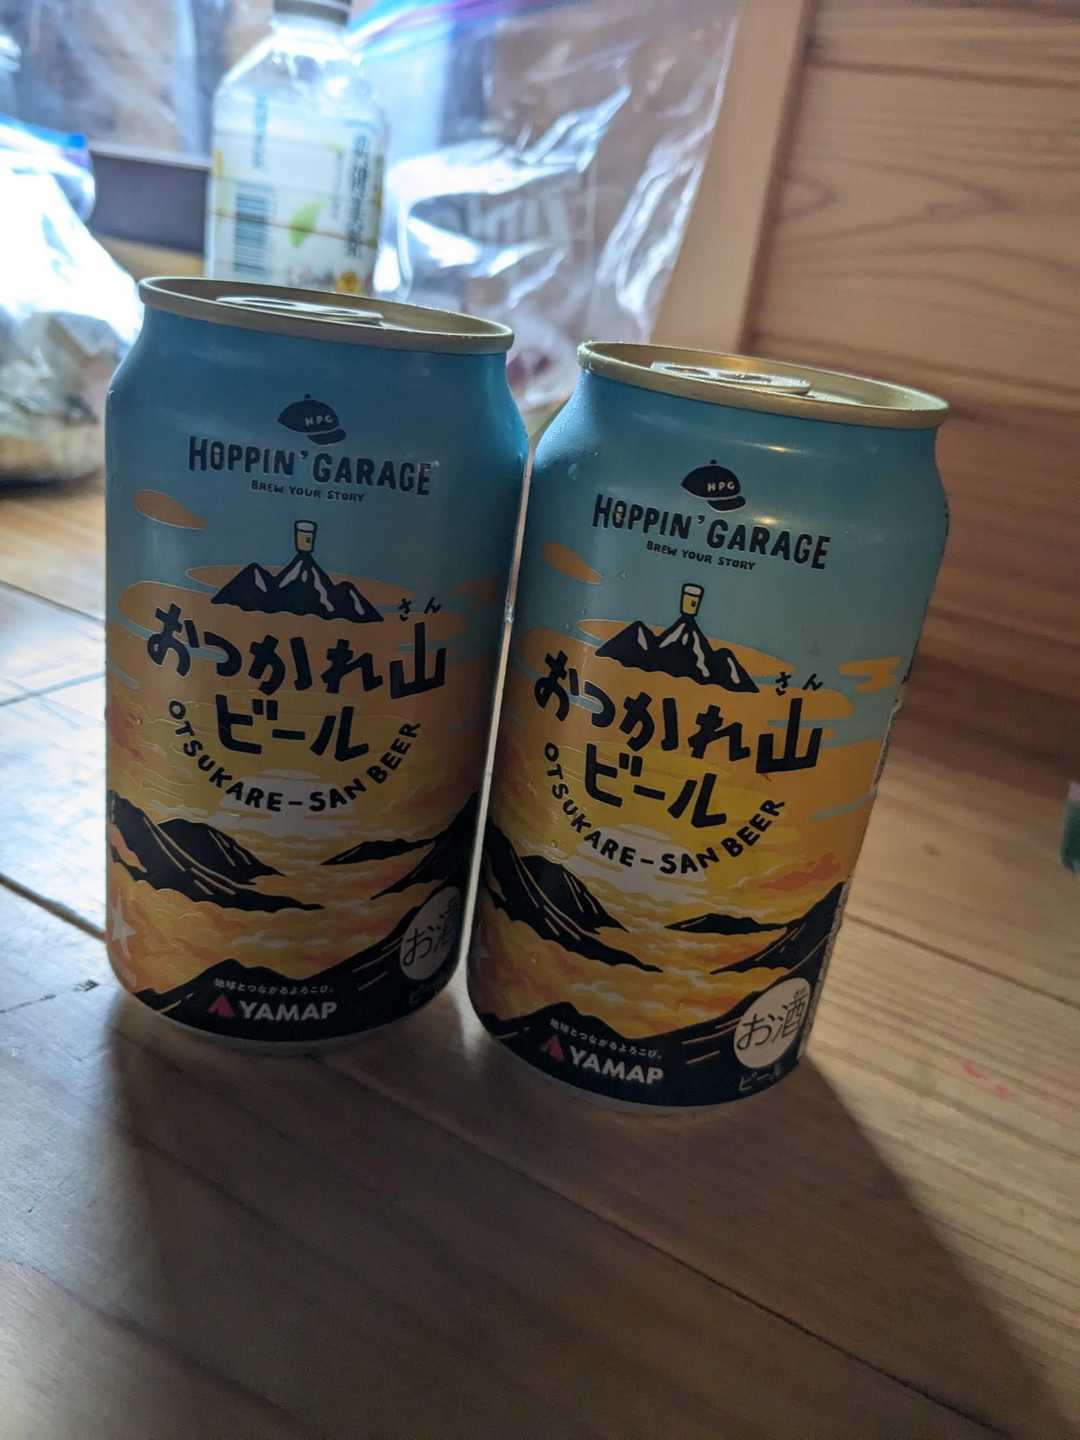 HPG
HOPPIN' GARAGE
BREW YOUR STORY
さん
おつかれ山
ビール
OTSUKARE-SAN BEER
お酒
地球とつながるよろこび。
YAMAP
HPG
HOPPIN' GARAGE
BREW YOUR STORY
さん
おつかれ山
ビール
OTSUKARE-SAN BEER
お酒
ビール
地球とつながるよろこび。
YAMAP